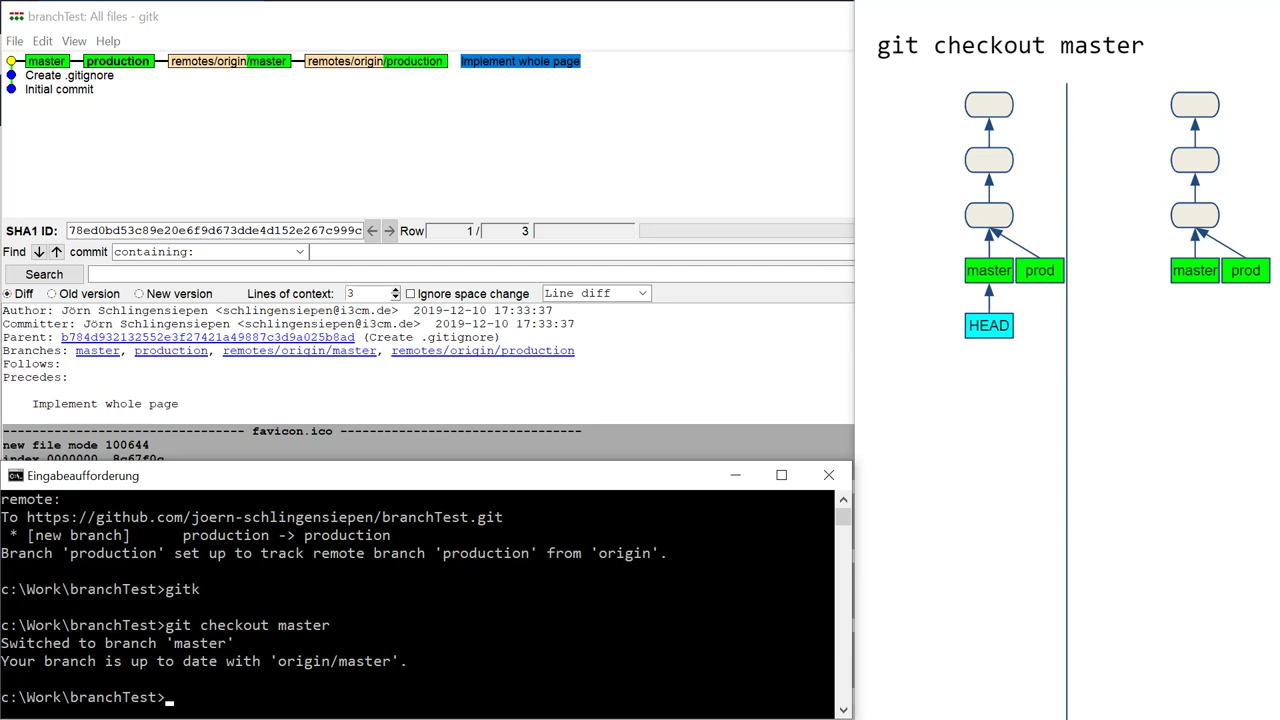 branchTest: All files - gitk
File Edit View Help
master production remotes/origin/master remotes/origin/production Implement whole page
Create .gitignore
Initial commit
SHA1 ID: 78ed0bd53c89e20e6f9d673dde4d152e267c999c Row 1 / 3
Find commit containing:
Search
Diff Old version New version Lines of context: 3 Ignore space change Line diff
Author: Jörn Schlingensiepen <schlingensiepen@i3cm.de> 2019-12-10 17:33:37
Committer: Jörn Schlingensiepen <schlingensiepen@i3cm.de> 2019-12-10 17:33:37
Parent: b784d932132552e3f27421a49887c3d9a025b8ad (Create .gitignore)
Branches: master, production, remotes/origin/master, remotes/origin/production
Follows:
Precedes:
Implement whole page
------------------------------- favicon.ico -------------------------------
new file mode 100644
index 0000000..8c67f0c
Eingabeaufforderung
remote:
To https://github.com/joern-schlingensiepen/branchTest.git
* [new branch] production -> production
Branch 'production' set up to track remote branch 'production' from 'origin'.
c:\Work\branchTest>gitk
c:\Work\branchTest>git checkout master
Switched to branch 'master'
Your branch is up to date with 'origin/master'.
c:\Work\branchTest>
git checkout master
master prod
HEAD
master prod